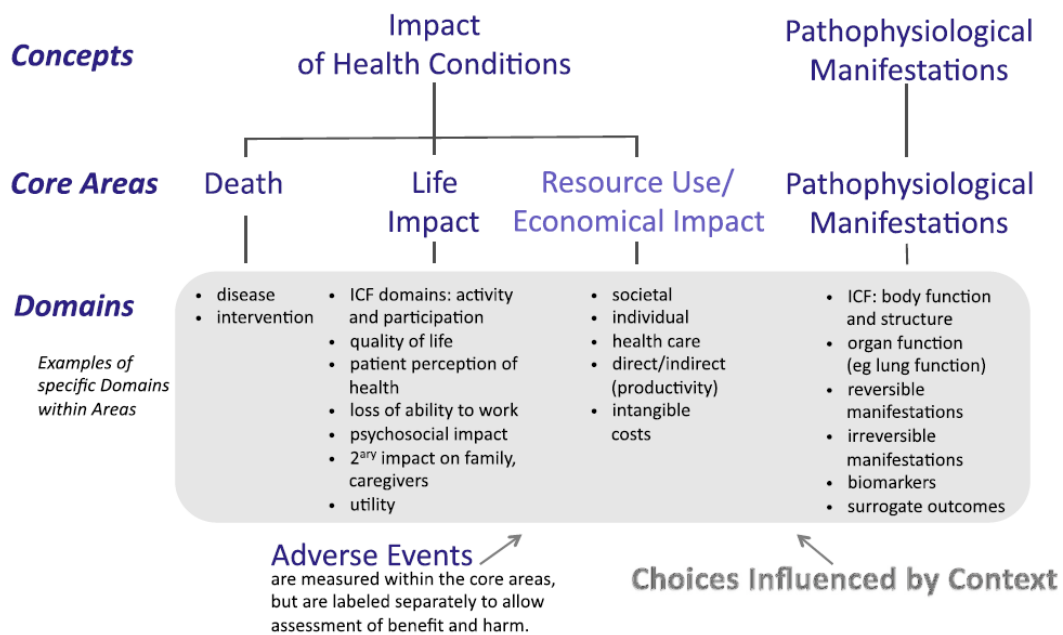 Concepts
Impact
of Health Conditions
Pathophysiological
Manifestations
Core Areas
Death
Life
Impact
Resource Use/
Economical Impact
Pathophysiological
Manifestations
Domains
Examples of
specific Domains
within Areas
• disease
• intervention
• ICF domains: activity
and participation
• quality of life
• patient perception of
health
• loss of ability to work
• psychosocial impact
• 2ary impact on family,
caregivers
• utility
• societal
• individual
• health care
• direct/indirect
(productivity)
• intangible
costs
• ICF: body function
and structure
• organ function
(eg lung function)
• reversible
manifestations
• irreversible
manifestations
• biomarkers
• surrogate outcomes
Adverse Events
are measured within the core areas,
but are labeled separately to allow
assessment of benefit and harm.
Choices Influenced by Context